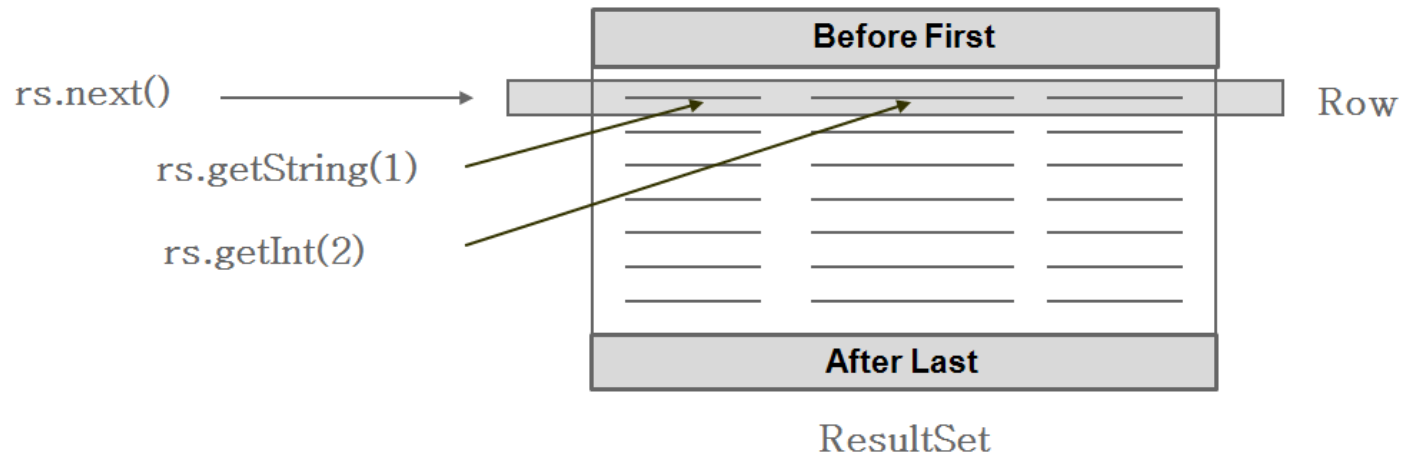 Before First
rs.next()
Row
rs.getString(1)
rs.getInt(2)
After Last
ResultSet